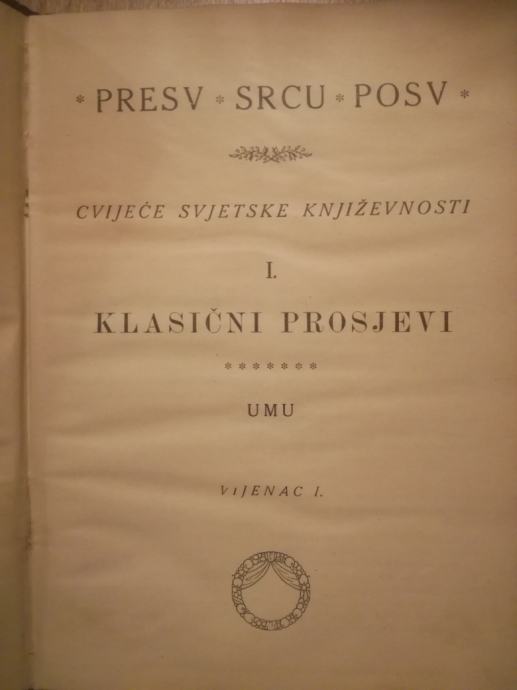 * PRESV * SRCU * POSV *
CVIJEĆE SVJETSKE KNJIŽEVNOSTI
I.
KLASIČNI PROSJEVI
* * * * * * *
UMU
VIJENAC I.